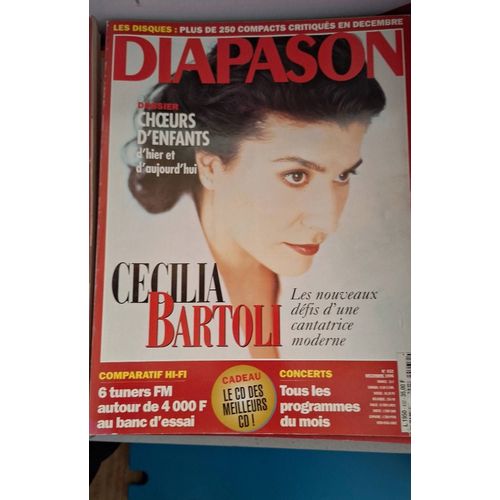 LES DISQUES : PLUS DE 250 COMPACTS CRITIQUÉS EN DECEMBRE
DIAPASON
DOSSIER
CHŒURS
D'ENFANTS
d'hier et
d'aujourd'hui
CECILIA
BARTOLI
Les nouveaux
défis d'une
cantatrice
moderne
COMPARATIF HI-FI
6 tuners FM
autour de 4 000 F
au banc d'essai
CADEAU
LE CD DES
MEILLEURS
CD !
CONCERTS
Tous les
programmes
du mois